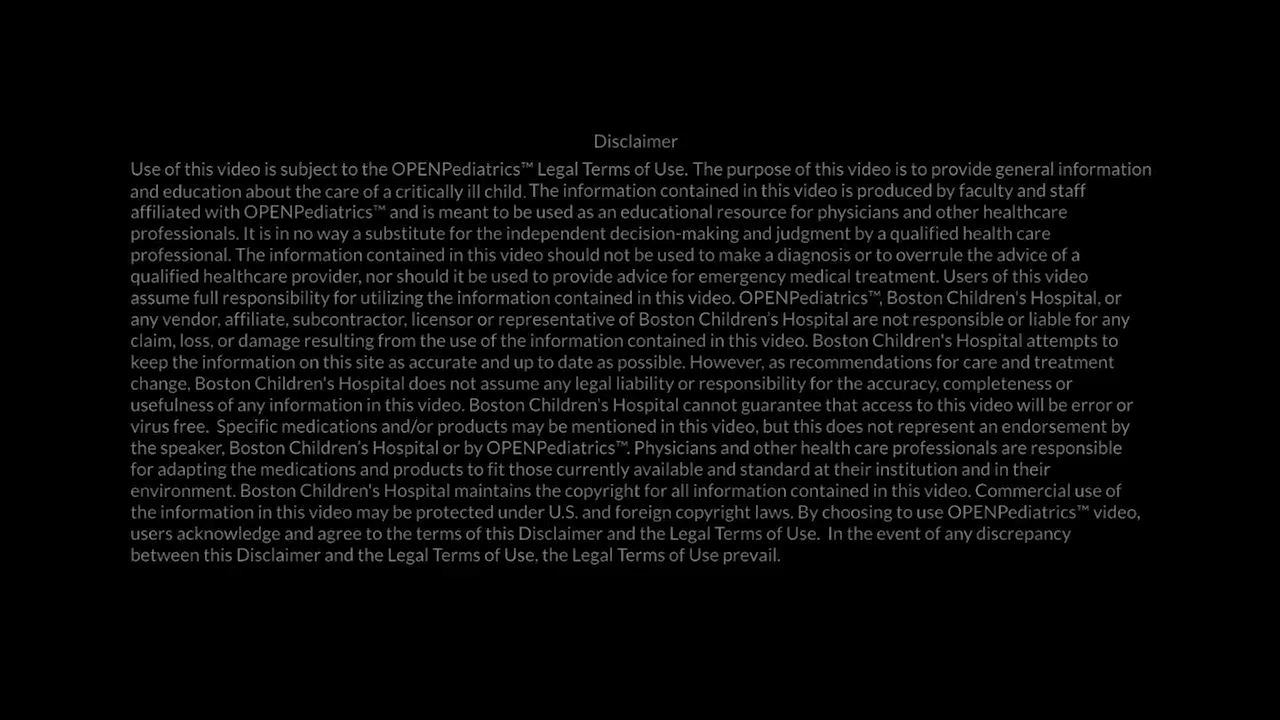 Disclaimer
Use of this video is subject to the OPENPediatrics™ Legal Terms of Use. The purpose of this video is to provide general information
and education about the care of a critically ill child. The information contained in this video is produced by faculty and staff
affiliated with OPENPediatrics™ and is meant to be used as an educational resource for physicians and other healthcare
professionals. It is in no way a substitute for the independent decision-making and judgment by a qualified health care
professional. The information contained in this video should not be used to make a diagnosis or to overrule the advice of a
qualified healthcare provider, nor should it be used to provide advice for emergency medical treatment. Users of this video
assume full responsibility for utilizing the information contained in this video. OPENPediatrics™, Boston Children's Hospital, or
any vendor, affiliate, subcontractor, licensor or representative of Boston Children's Hospital are not responsible or liable for any
claim, loss, or damage resulting from the use of the information contained in this video. Boston Children's Hospital attempts to
keep the information on this site as accurate and up to date as possible. However, as recommendations for care and treatment
change, Boston Children's Hospital does not assume any legal liability or responsibility for the accuracy, completeness or
usefulness of any information in this video. Boston Children's Hospital cannot guarantee that access to this video will be error or
virus free.  Specific medications and/or products may be mentioned in this video, but this does not represent an endorsement by
the speaker, Boston Children's Hospital or by OPENPediatrics™. Physicians and other health care professionals are responsible
for adapting the medications and products to fit those currently available and standard at their institution and in their
environment. Boston Children's Hospital maintains the copyright for all information contained in this video. Commercial use of
the information in this video may be protected under U.S. and foreign copyright laws. By choosing to use OPENPediatrics™ video,
users acknowledge and agree to the terms of this Disclaimer and the Legal Terms of Use.  In the event of any discrepancy
between this Disclaimer and the Legal Terms of Use, the Legal Terms of Use prevail.